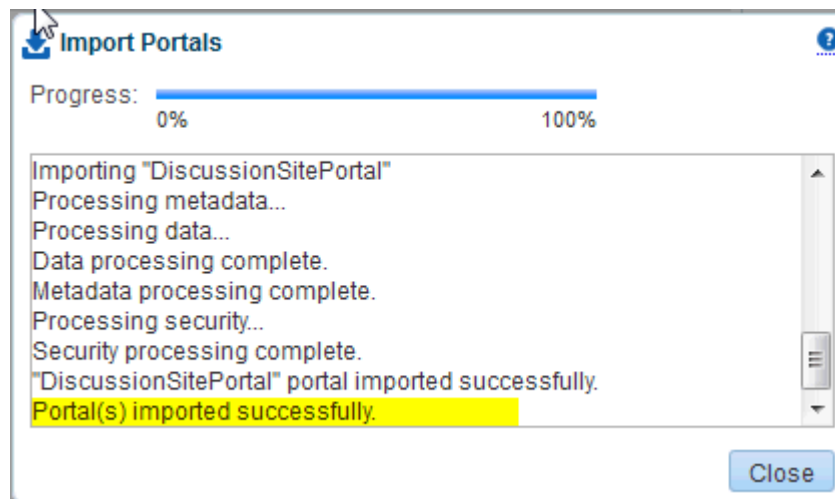 Import Portals
?
Progress:
0% 100%
Importing "DiscussionSitePortal"
Processing metadata...
Processing data...
Data processing complete.
Metadata processing complete.
Processing security...
Security processing complete.
"DiscussionSitePortal" portal imported successfully.
Portal(s) imported successfully.
Close